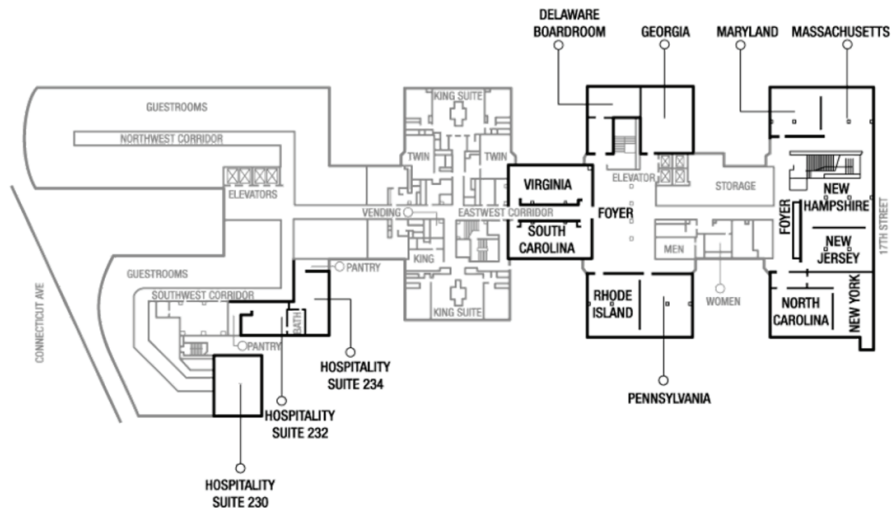 DELAWARE
BOARDROOM
GEORGIA
MARYLAND
MASSACHUSETTS
GUESTROOMS
KING SUITE
NORTHWEST CORRIDOR
TWIN
TWIN
ELEVATOR
ELEVATORS
VIRGINIA
STORAGE
NEW
HAMPSHIRE
VENDING
EASTWEST CORRIDOR
FOYER
FOYER
17TH STREET
SOUTH
CAROLINA
KING
MEN
NEW
JERSEY
PANTRY
GUESTROOMS
SOUTHWEST CORRIDOR
WOMEN
CONNECTICUT AVE
RHODE
ISLAND
NORTH
CAROLINA
NEW YORK
KING SUITE
BATH
PANTRY
HOSPITALITY
SUITE 234
PENNSYLVANIA
HOSPITALITY
SUITE 232
HOSPITALITY
SUITE 230